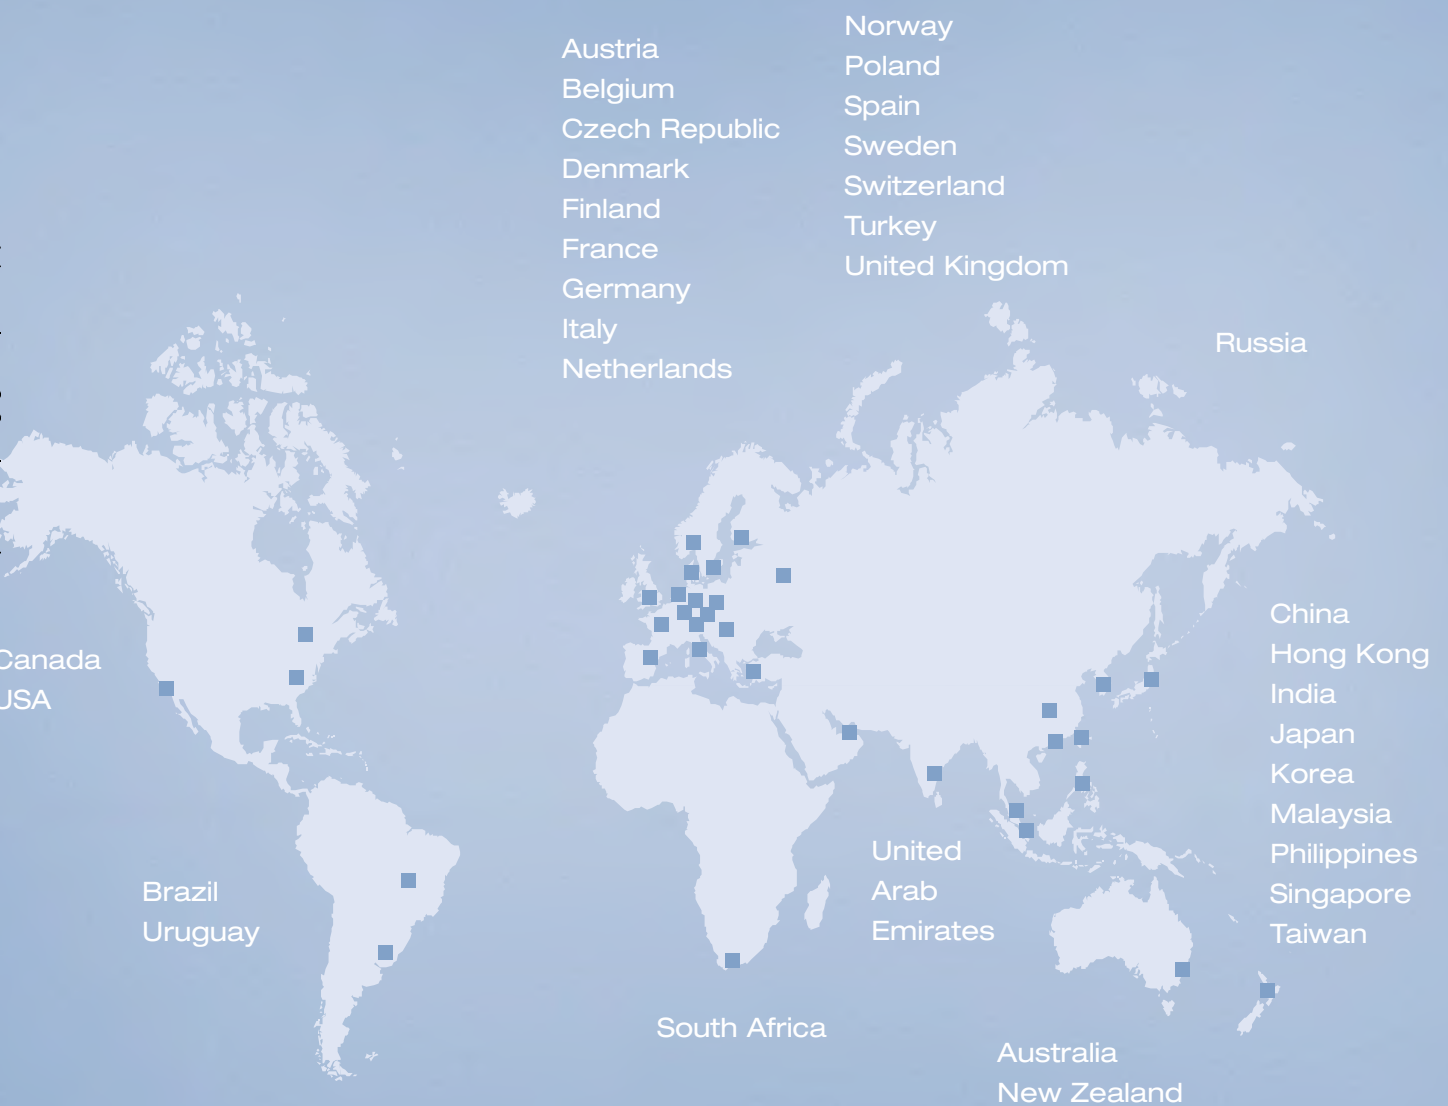 Norway
Poland
Spain
Sweden
Switzerland
Turkey
United Kingdom
Austria
Belgium
Czech Republic
Denmark
Finland
France
Germany
Italy
Netherlands
Russia
Canada
USA
China
Hong Kong
India
Japan
Korea
Malaysia
Philippines
Singapore
Taiwan
Brazil
Uruguay
United
Arab
Emirates
South Africa
Australia
New Zealand